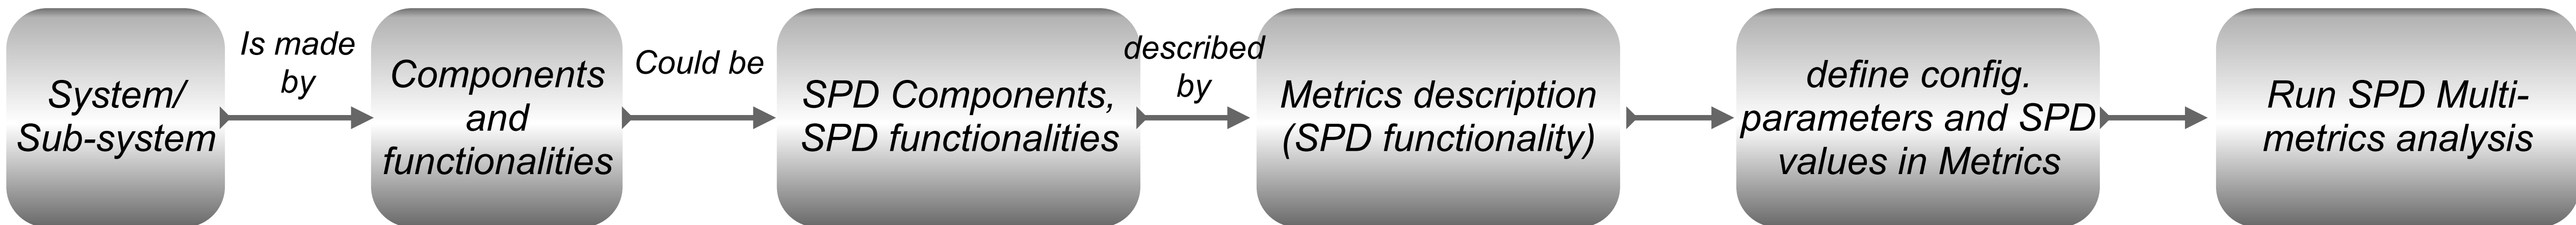 System/
Sub-system
Is made
by
Components
and
functionalities
Could be
SPD Components,
SPD functionalities
described
by
Metrics description
(SPD functionality)
define config.
parameters and SPD
values in Metrics
Run SPD Multi-
metrics analysis